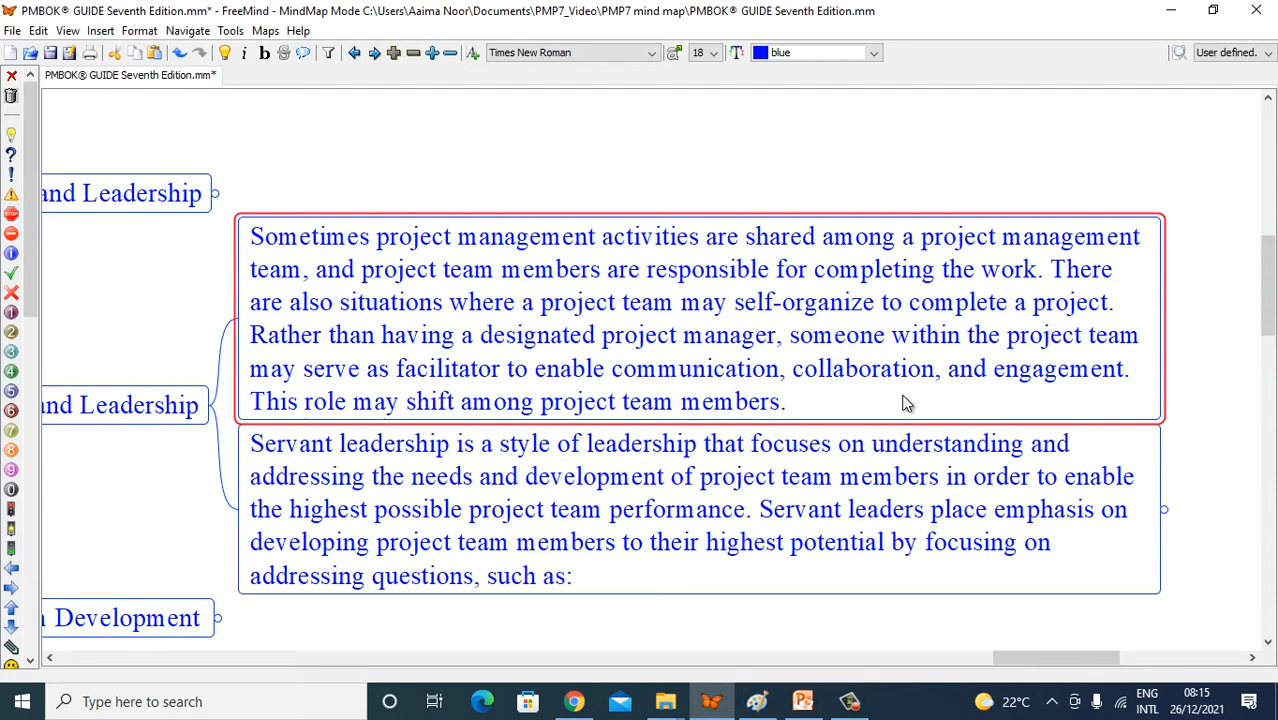 PMBOK® GUIDE Seventh Edition.mm* - FreeMind - MindMap Mode C:\Users\Aaima Noor\Documents\PMP7_Video\PMP7 mind map\PMBOK® GUIDE Seventh Edition.mm
File Edit View Insert Format Navigate Tools Maps Help
Times New Roman 18 blue User defined.
PMBOK® GUIDE Seventh Edition.mm*
and Leadership
Sometimes project management activities are shared among a project management
team, and project team members are responsible for completing the work. There
are also situations where a project team may self-organize to complete a project.
Rather than having a designated project manager, someone within the project team
may serve as facilitator to enable communication, collaboration, and engagement.
This role may shift among project team members.
and Leadership
Servant leadership is a style of leadership that focuses on understanding and
addressing the needs and development of project team members in order to enable
the highest possible project team performance. Servant leaders place emphasis on
developing project team members to their highest potential by focusing on
addressing questions, such as:
Development
Type here to search
22°C
ENG
INTL
08:15
26/12/2021